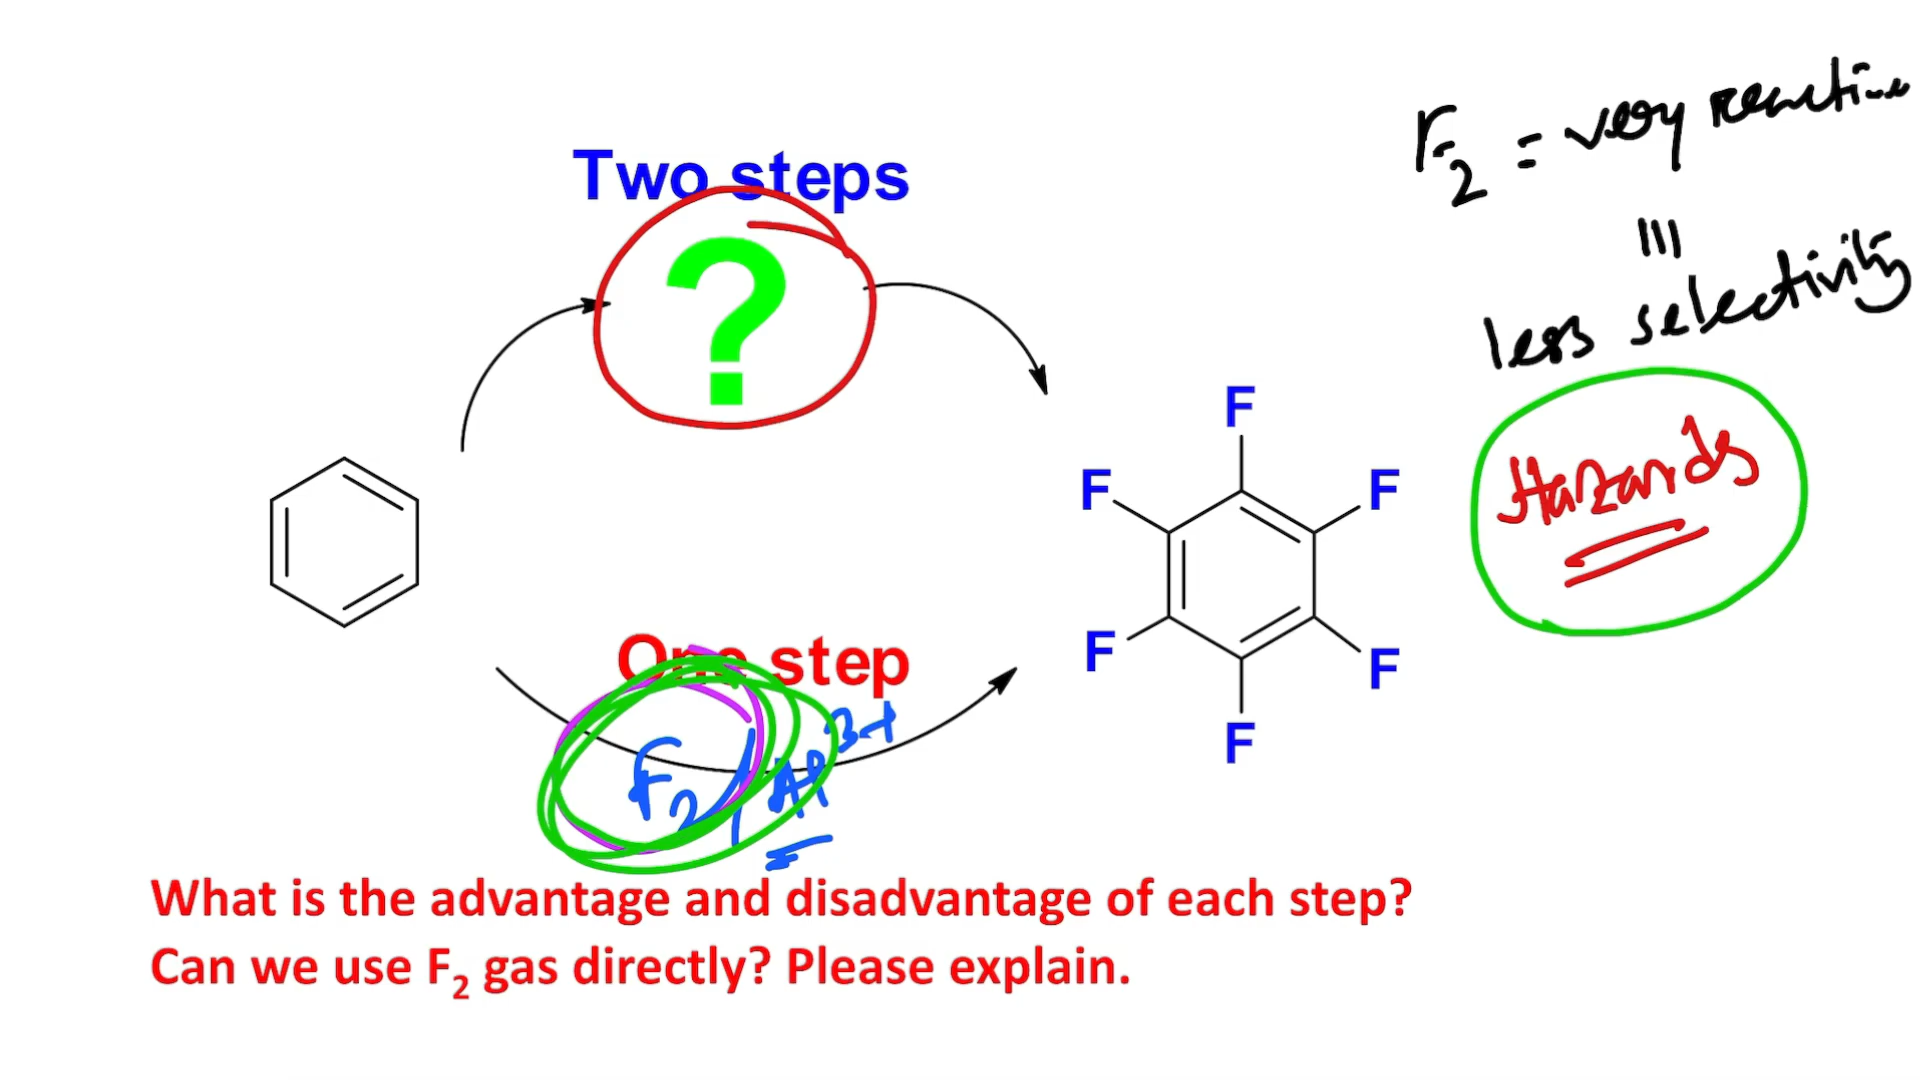 F₂ = very reactive
Two steps
?
less selectivity
F
Hazards
F
F
One step
F
F
F₂ / Al³⁺
F
What is the advantage and disadvantage of each step?
Can we use F₂ gas directly? Please explain.